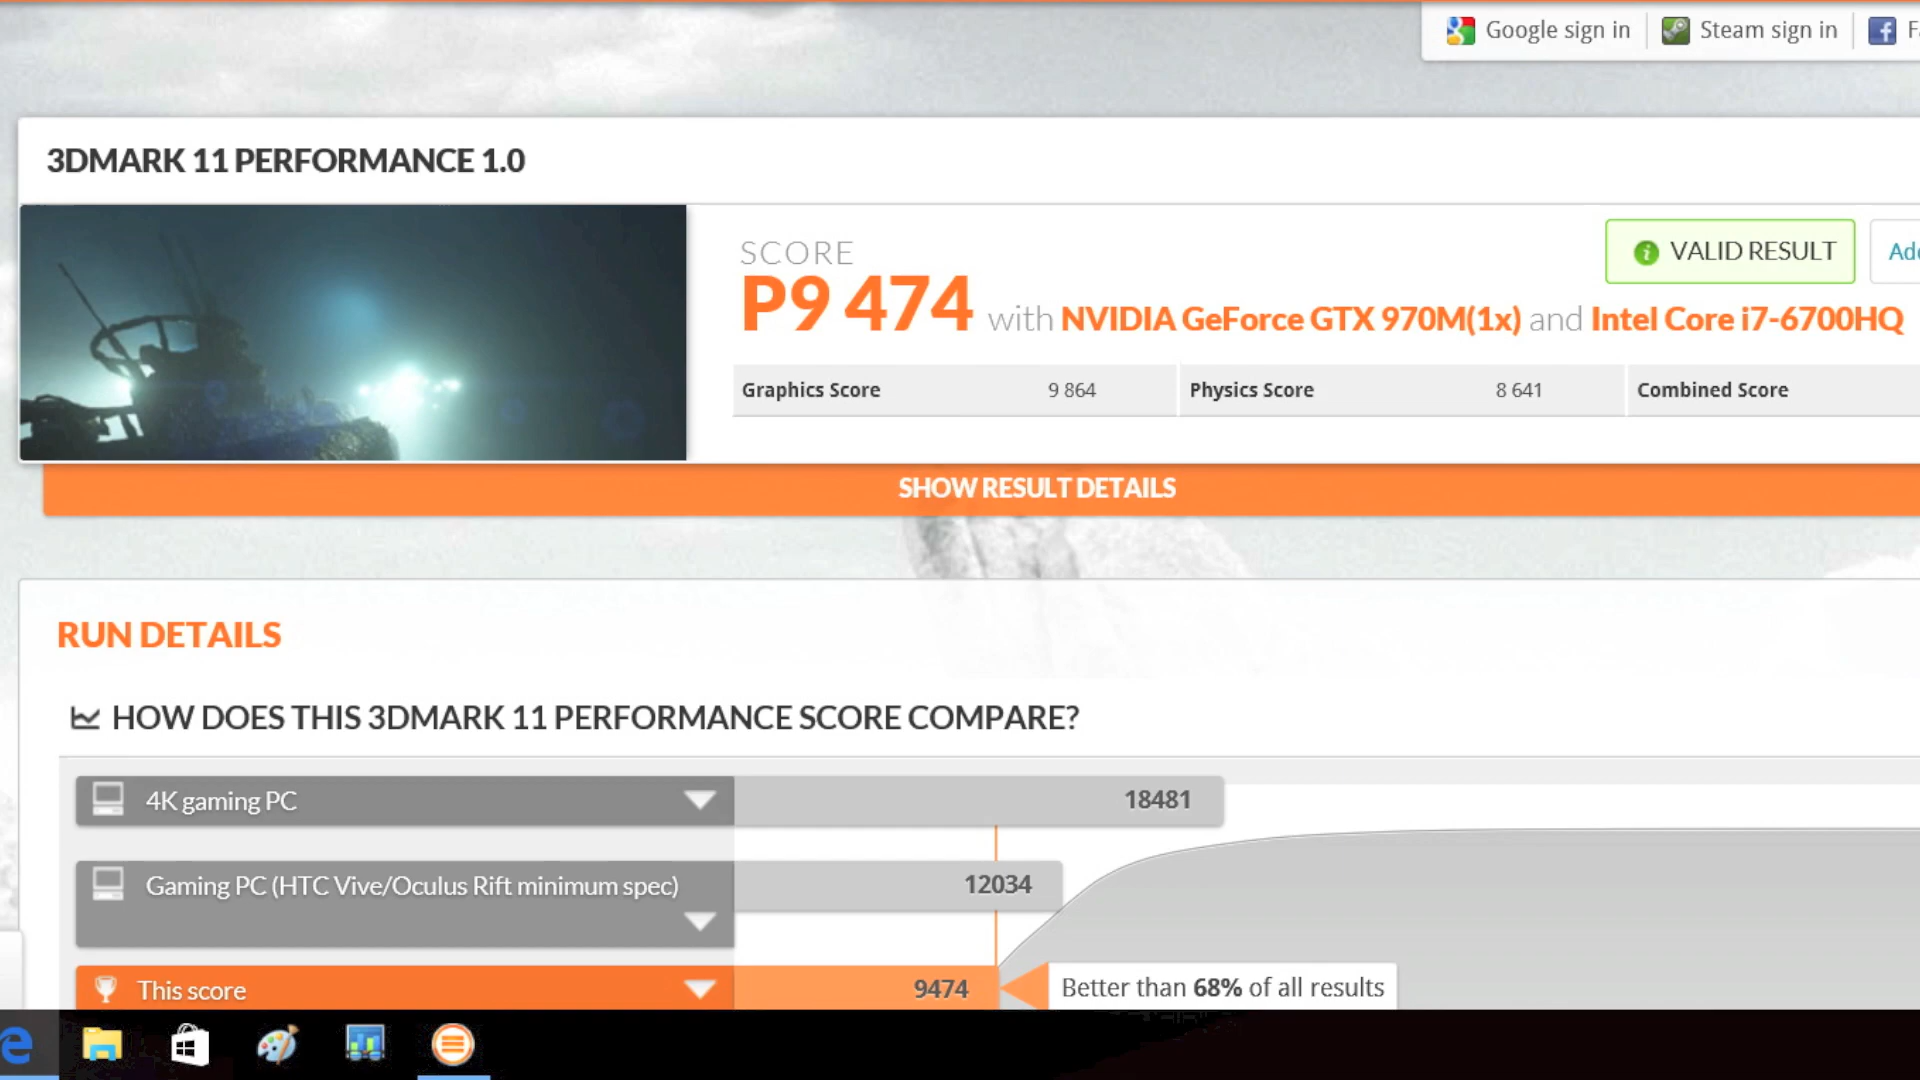 Google sign in
Steam sign in
3DMARK 11 PERFORMANCE 1.0
SCORE
VALID RESULT
P9 474 with NVIDIA GeForce GTX 970M(1x) and Intel Core i7-6700HQ
Graphics Score 9 864 Physics Score 8 641 Combined Score
SHOW RESULT DETAILS
RUN DETAILS
HOW DOES THIS 3DMARK 11 PERFORMANCE SCORE COMPARE?
4K gaming PC 18481
Gaming PC (HTC Vive/Oculus Rift minimum spec) 12034
This score 9474 Better than 68% of all results